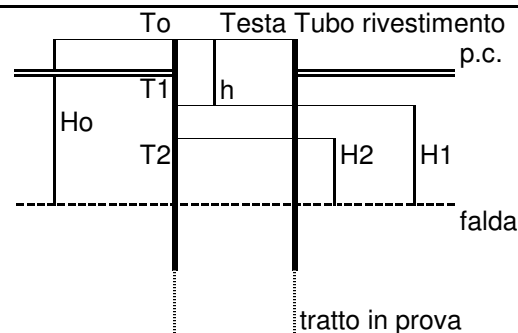 To Testa Tubo rivestimento
p.c.
T1 h
Ho
T2 H2 H1
falda
tratto in prova